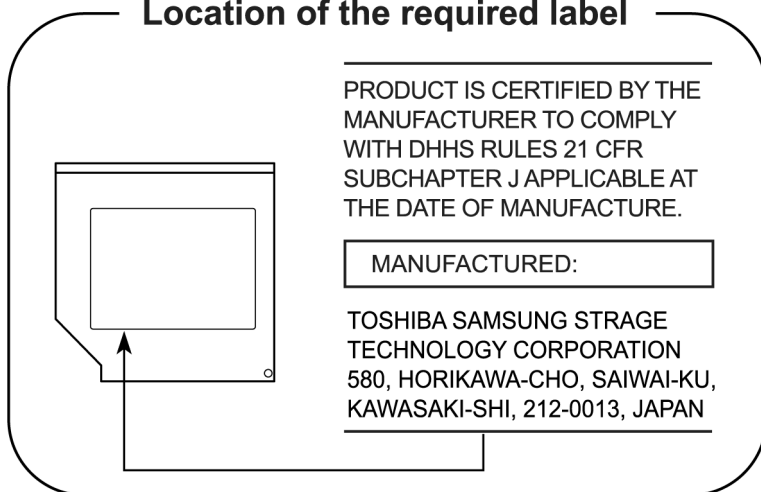 Location of the required label
PRODUCT IS CERTIFIED BY THE
MANUFACTURER TO COMPLY
WITH DHHS RULES 21 CFR
SUBCHAPTER J APPLICABLE AT
THE DATE OF MANUFACTURE.
MANUFACTURED:
TOSHIBA SAMSUNG STRAGE
TECHNOLOGY CORPORATION
580, HORIKAWA-CHO, SAIWAI-KU,
KAWASAKI-SHI, 212-0013, JAPAN